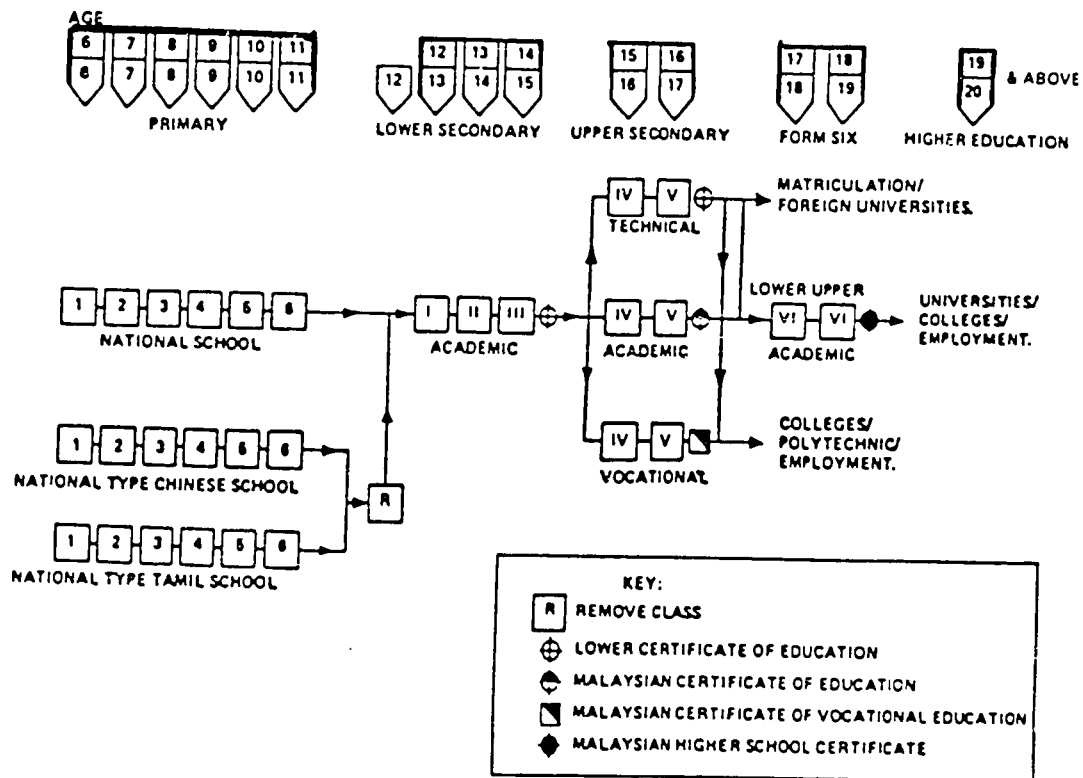 AGE
6 7 8 9 10 11
6 7 8 9 10 11
PRIMARY
12 13 14
12 13 14 15
LOWER SECONDARY
15 16
16 17
UPPER SECONDARY
17 18
18 19
FORM SIX
19
20
& ABOVE
HIGHER EDUCATION
IV V
TECHNICAL
MATRICULATION/
FOREIGN UNIVERSITIES.
1 2 3 4 5 6
NATIONAL SCHOOL
I II III
ACADEMIC
IV V
ACADEMIC
LOWER UPPER
VI VI
ACADEMIC
UNIVERSITIES/
COLLEGES/
EMPLOYMENT.
1 2 3 4 5 6
NATIONAL TYPE CHINESE SCHOOL
R
IV V
VOCATIONAL
COLLEGES/
POLYTECHNIC/
EMPLOYMENT.
1 2 3 4 5 6
NATIONAL TYPE TAMIL SCHOOL
KEY:
R REMOVE CLASS
LOWER CERTIFICATE OF EDUCATION
MALAYSIAN CERTIFICATE OF EDUCATION
MALAYSIAN CERTIFICATE OF VOCATIONAL EDUCATION
MALAYSIAN HIGHER SCHOOL CERTIFICATE